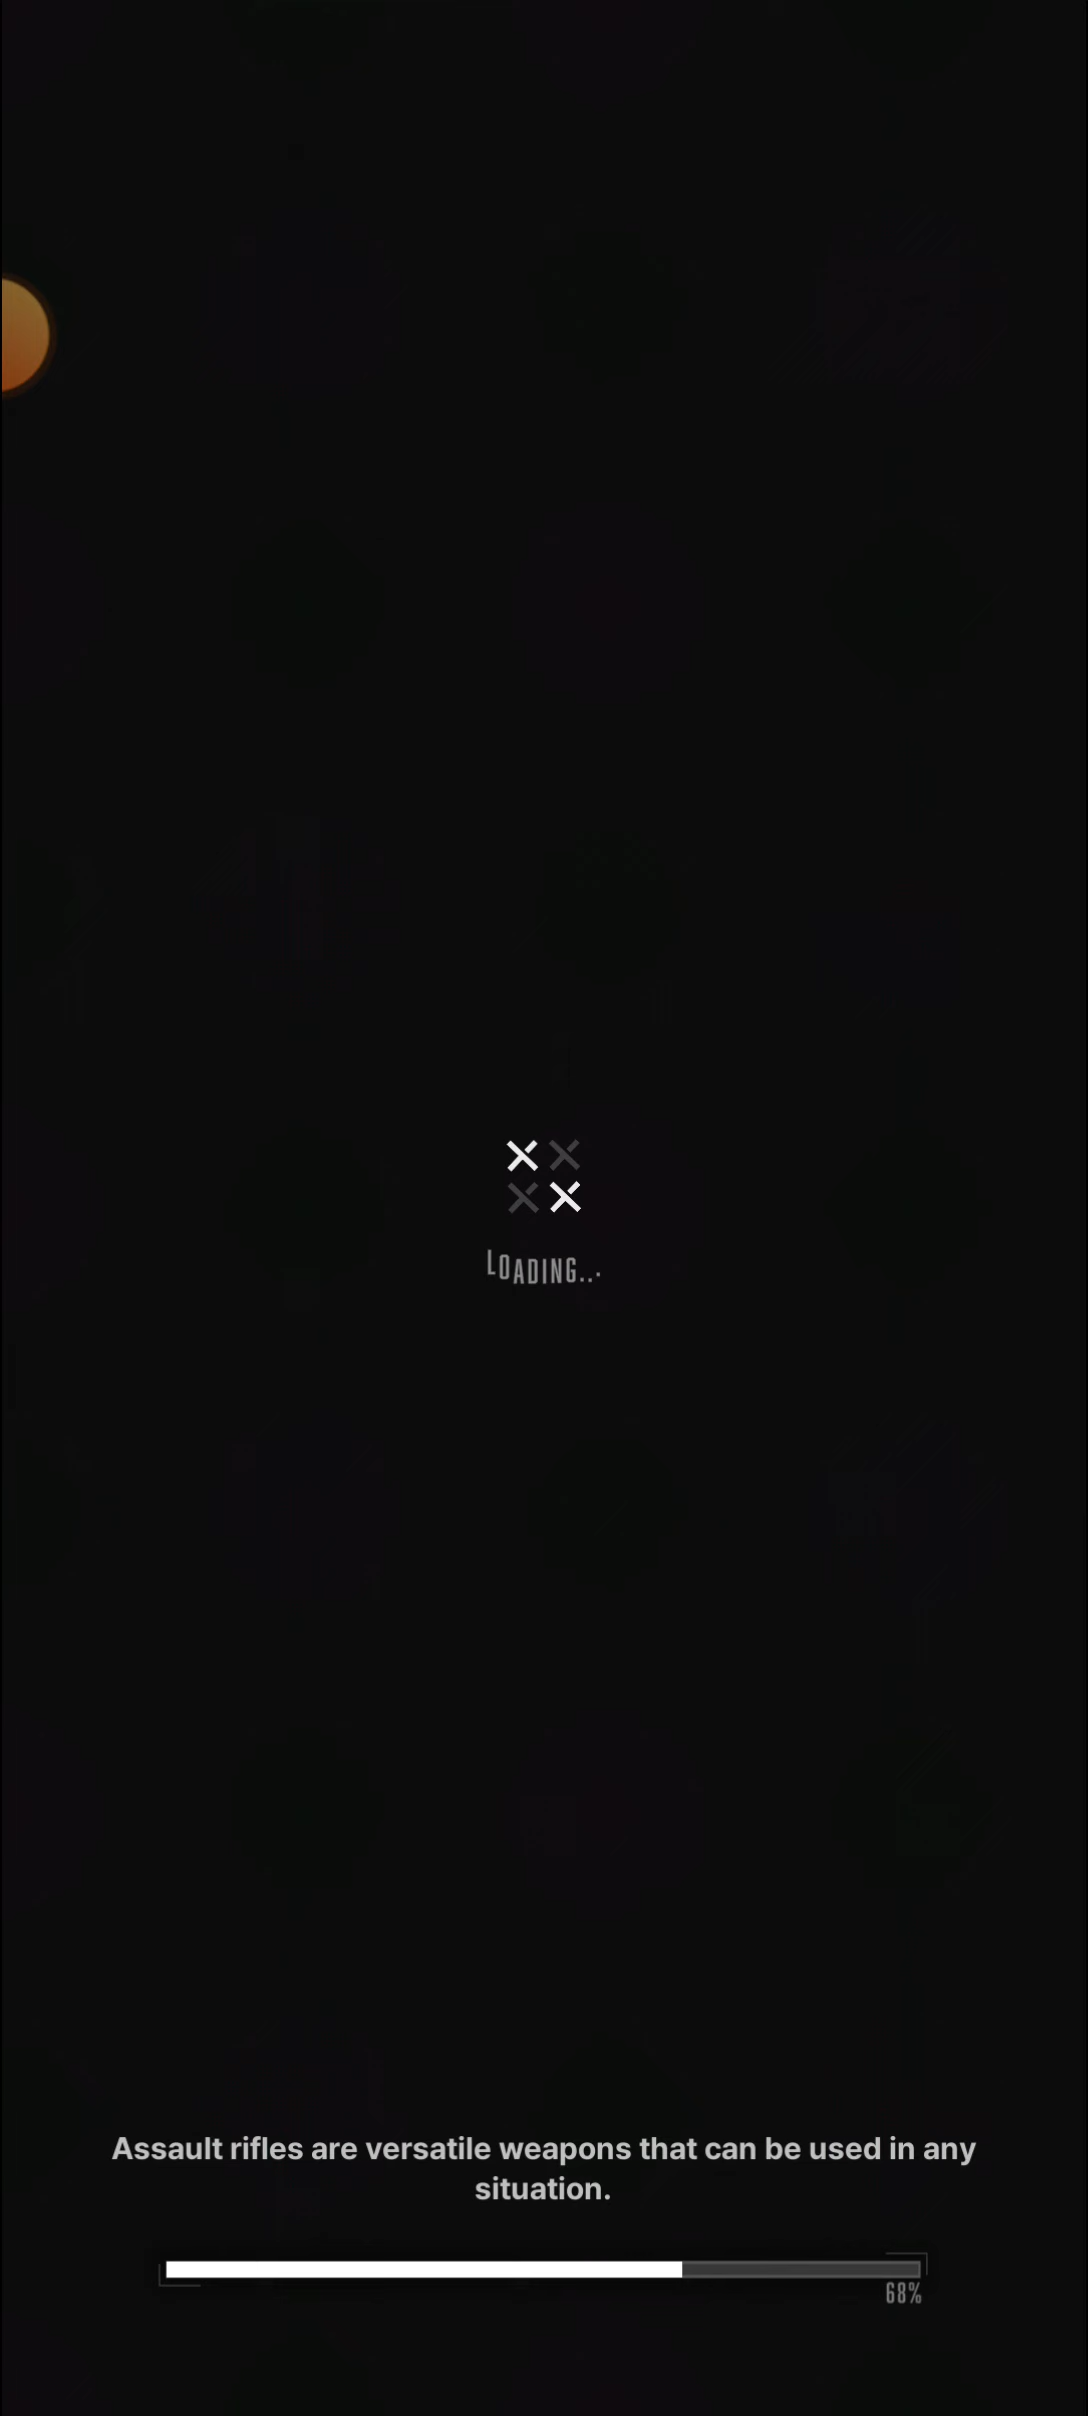 LOADING...
Assault rifles are versatile weapons that can be used in any
situation.
68%